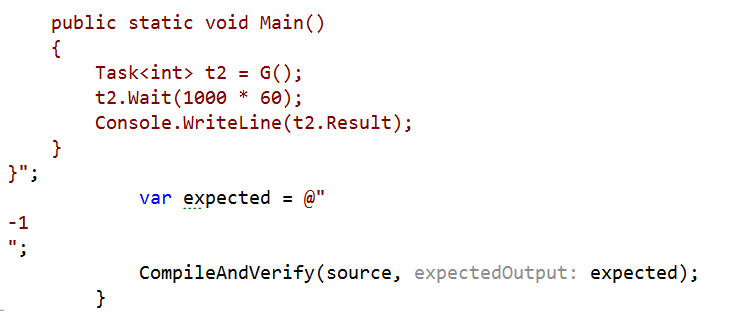 public static void Main()
{
Task<int> t2 = G();
t2.Wait(1000 * 60);
Console.WriteLine(t2.Result);
}
}";
var expected = @"
-1
";
CompileAndVerify(source, expectedOutput: expected);
}